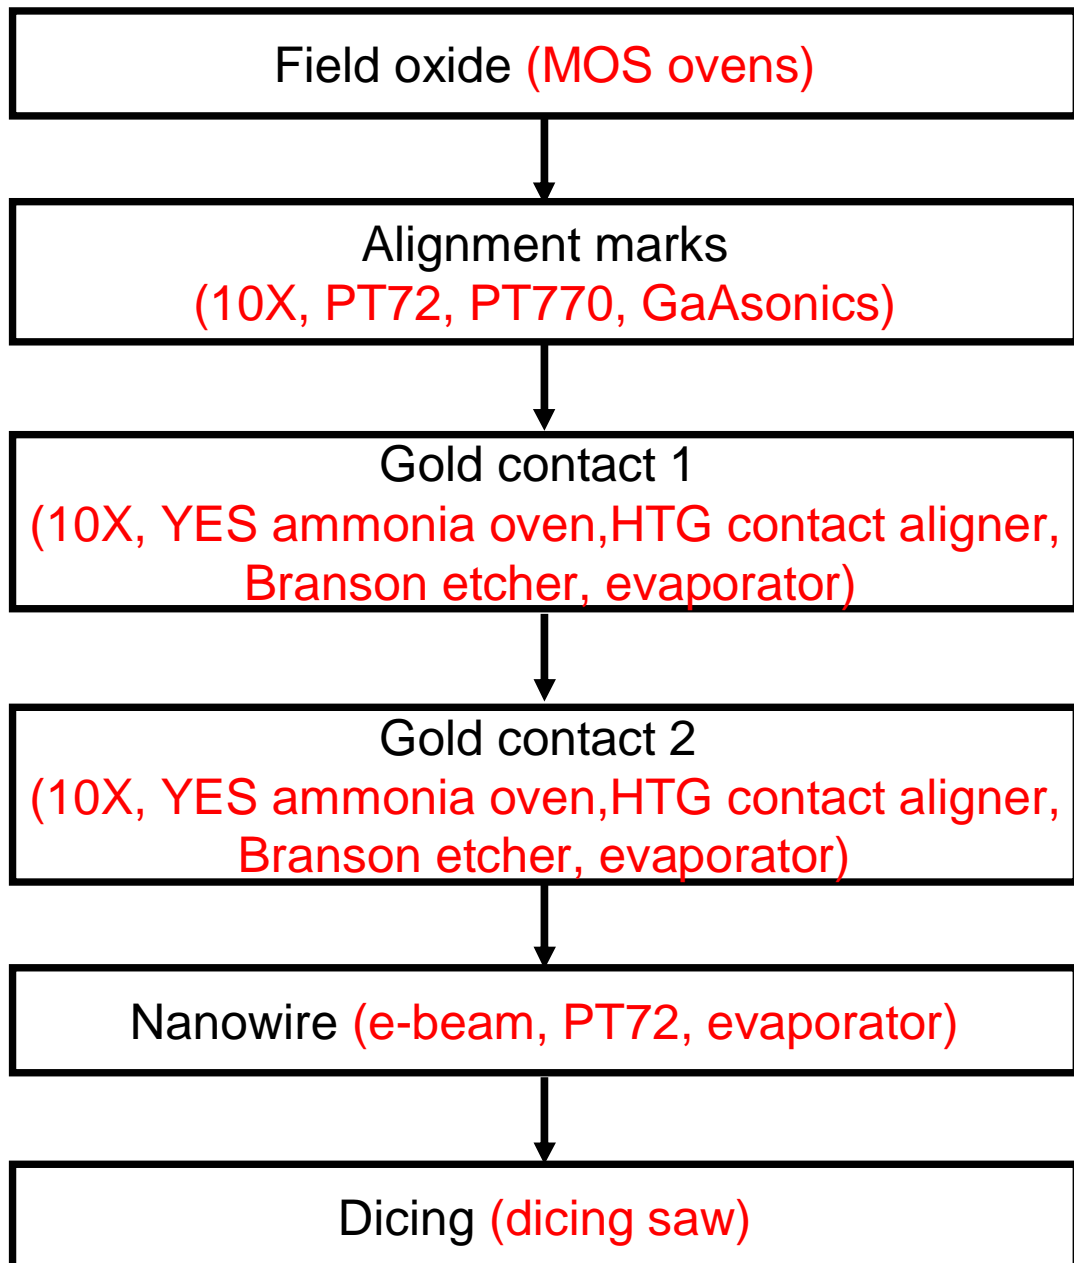 Field oxide (MOS ovens)
Alignment marks
(10X, PT72, PT770, GaAsonics)
Gold contact 1
(10X, YES ammonia oven,HTG contact aligner,
Branson etcher, evaporator)
Gold contact 2
(10X, YES ammonia oven,HTG contact aligner,
Branson etcher, evaporator)
Nanowire (e-beam, PT72, evaporator)
Dicing (dicing saw)